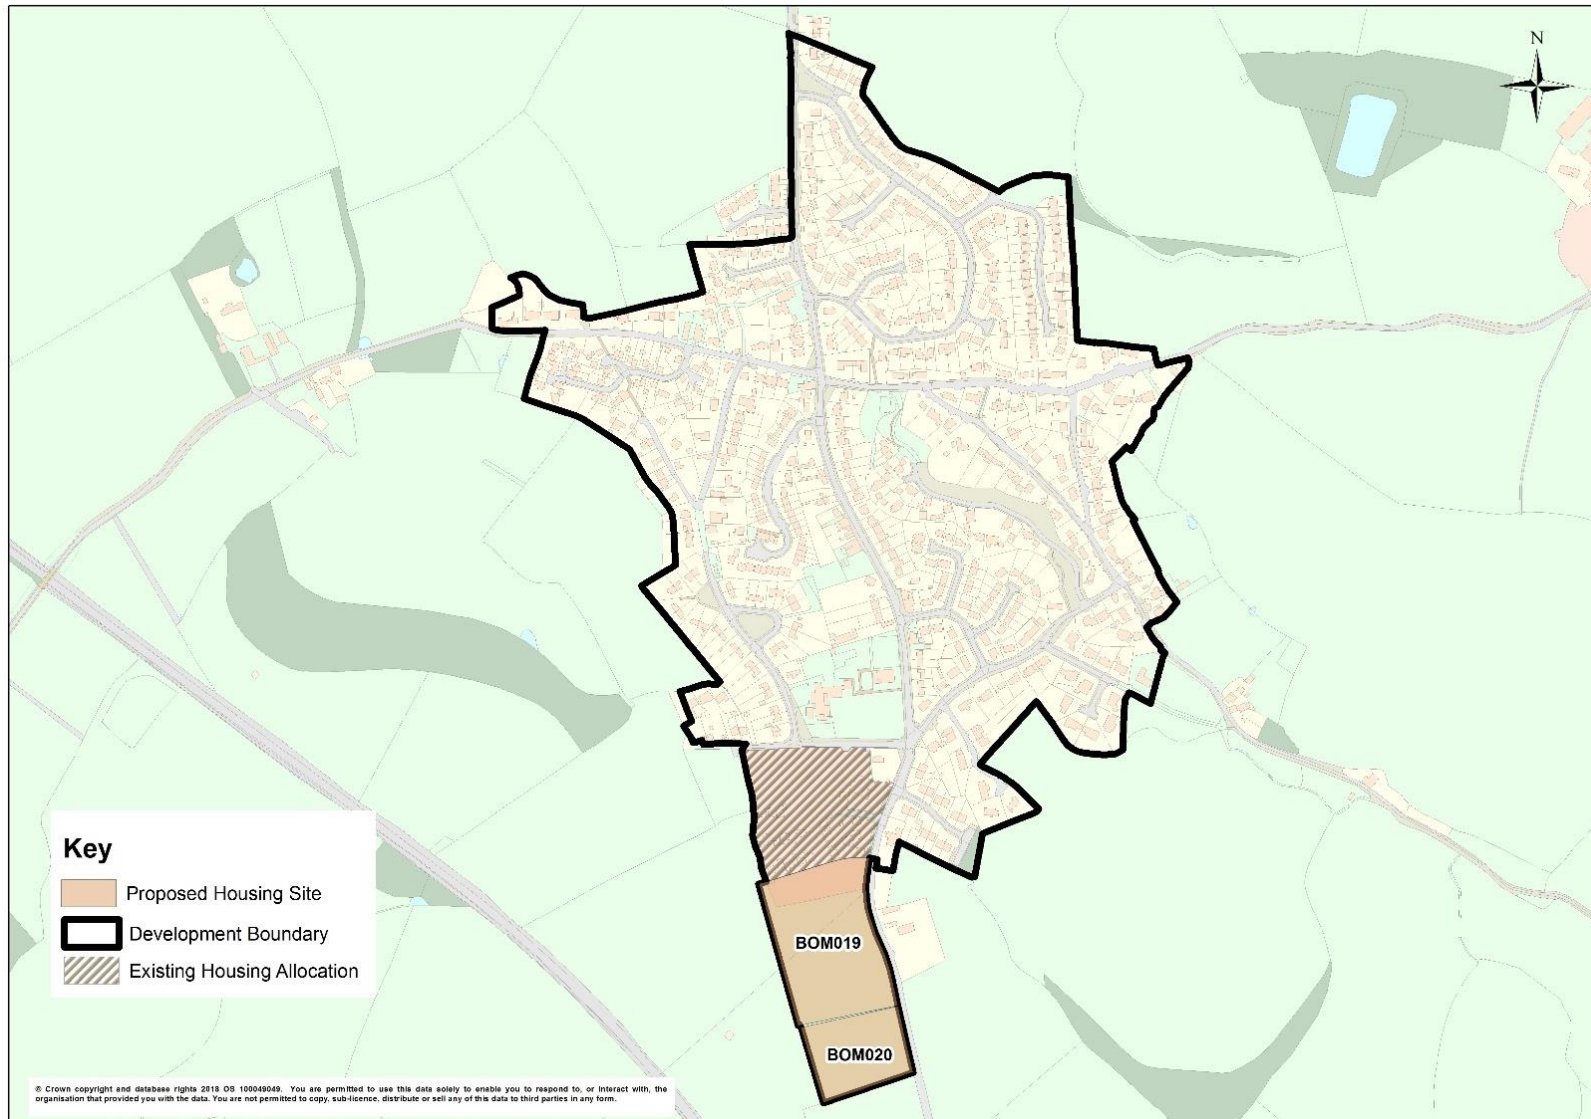 N
Key
Proposed Housing Site
Development Boundary
Existing Housing Allocation
BOM019
BOM020
© Crown copyright and database rights 2018 OS 100049049. You are permitted to use this data solely to enable you to respond to, or interact with, the
organisation that provided you with the data. You are not permitted to copy, sub-licence, distribute or sell any of this data to third parties in any form.